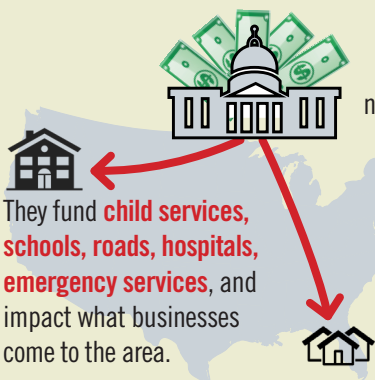 They fund child services,
schools, roads, hospitals,
emergency services, and
impact what businesses
come to the area.